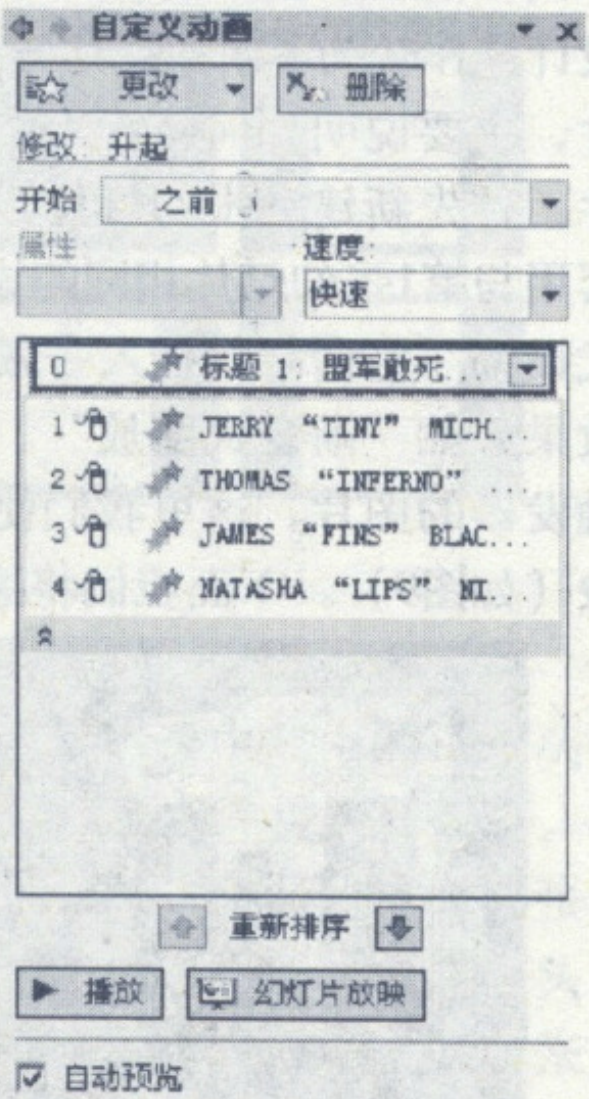 自定义动画
更改 删除
修改: 升起
开始 之前
属性 速度:
快速
0 标题 1: 盟军敢死...
1 JERRY “TINY” MICH...
2 THOMAS “INFERNO” ...
3 JAMES “FINS” BLAC...
4 NATASHA “LIPS” NI...
重新排序
播放 幻灯片放映
自动预览